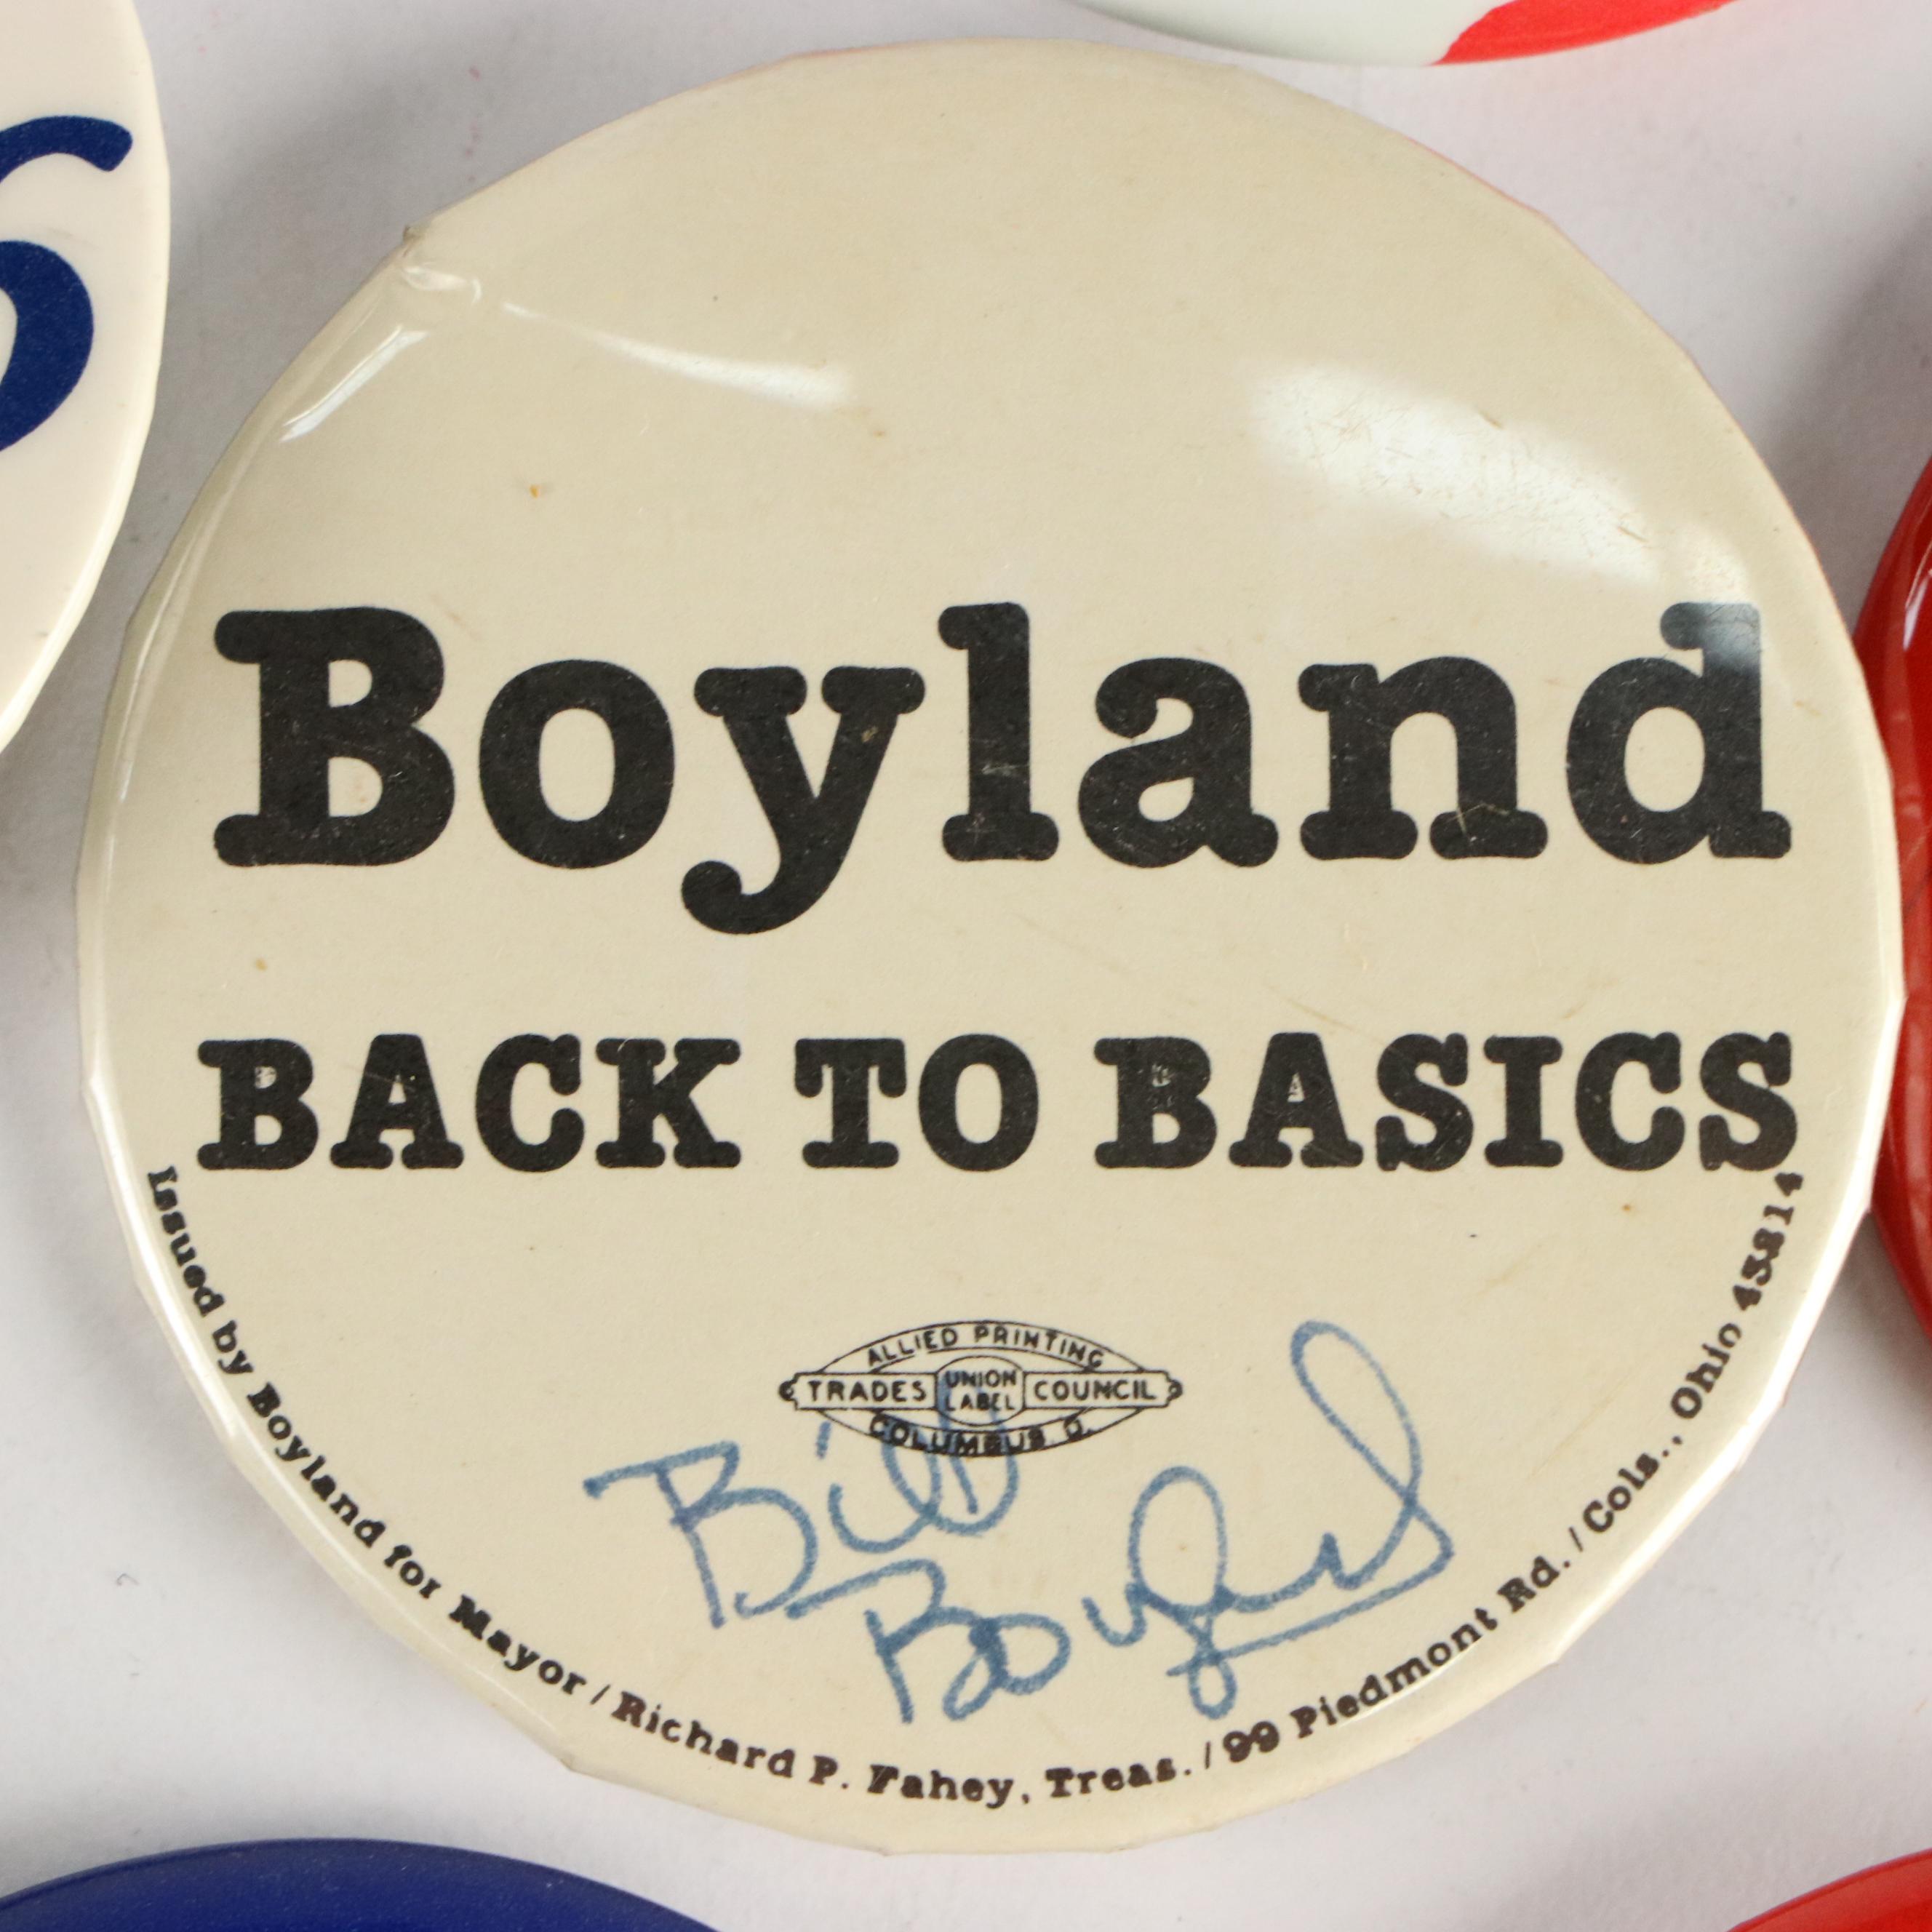 Boyland
BACK TO BASICS
ALLIED PRINTING
TRADES UNION LABEL COUNCIL
COLUMBUS O.
Bill
Boyland
Issued by Boyland for Mayor / Richard P. Fahey, Treas. / 99 Piedmont Rd. / Cols., Ohio 43214